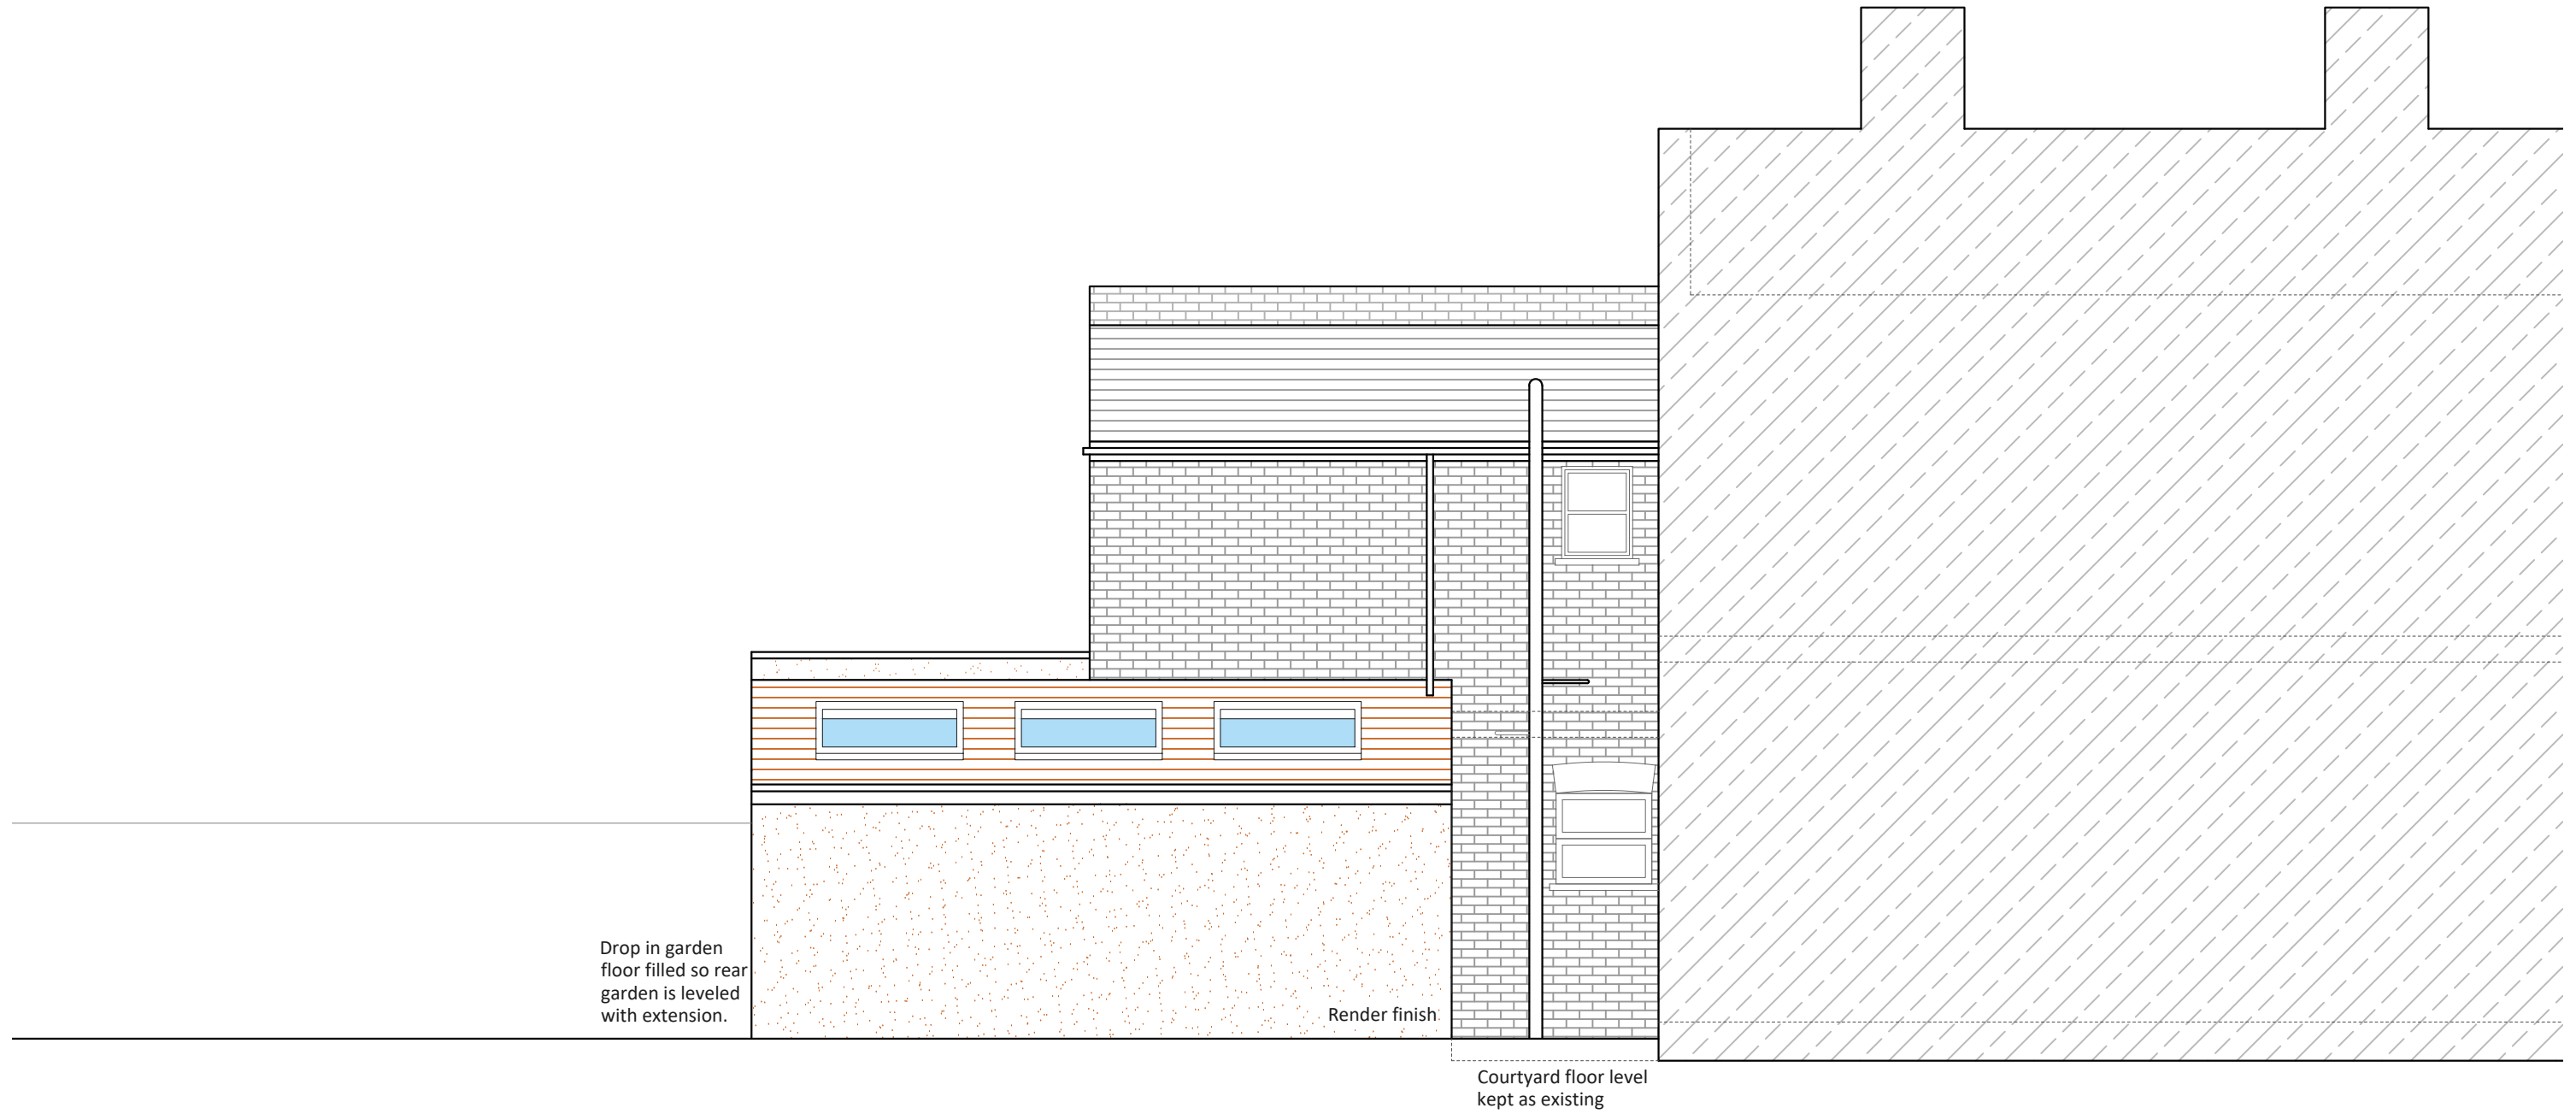 Drop in garden
floor filled so rear
garden is leveled
with extension.
Render finish
Courtyard floor level
kept as existing